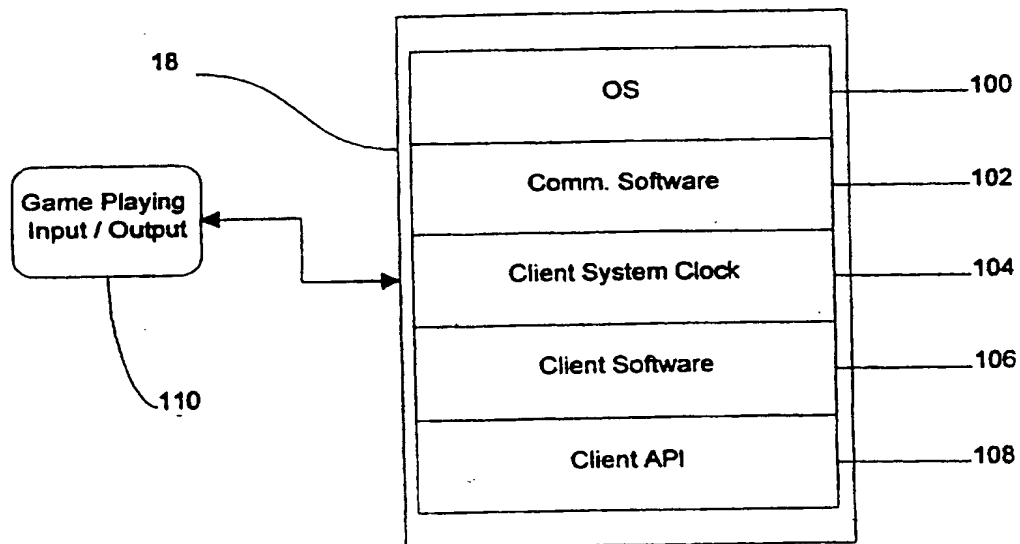 18
OS
100
Comm. Software
102
Game Playing
Input / Output
Client System Clock
104
Client Software
106
110
Client API
108